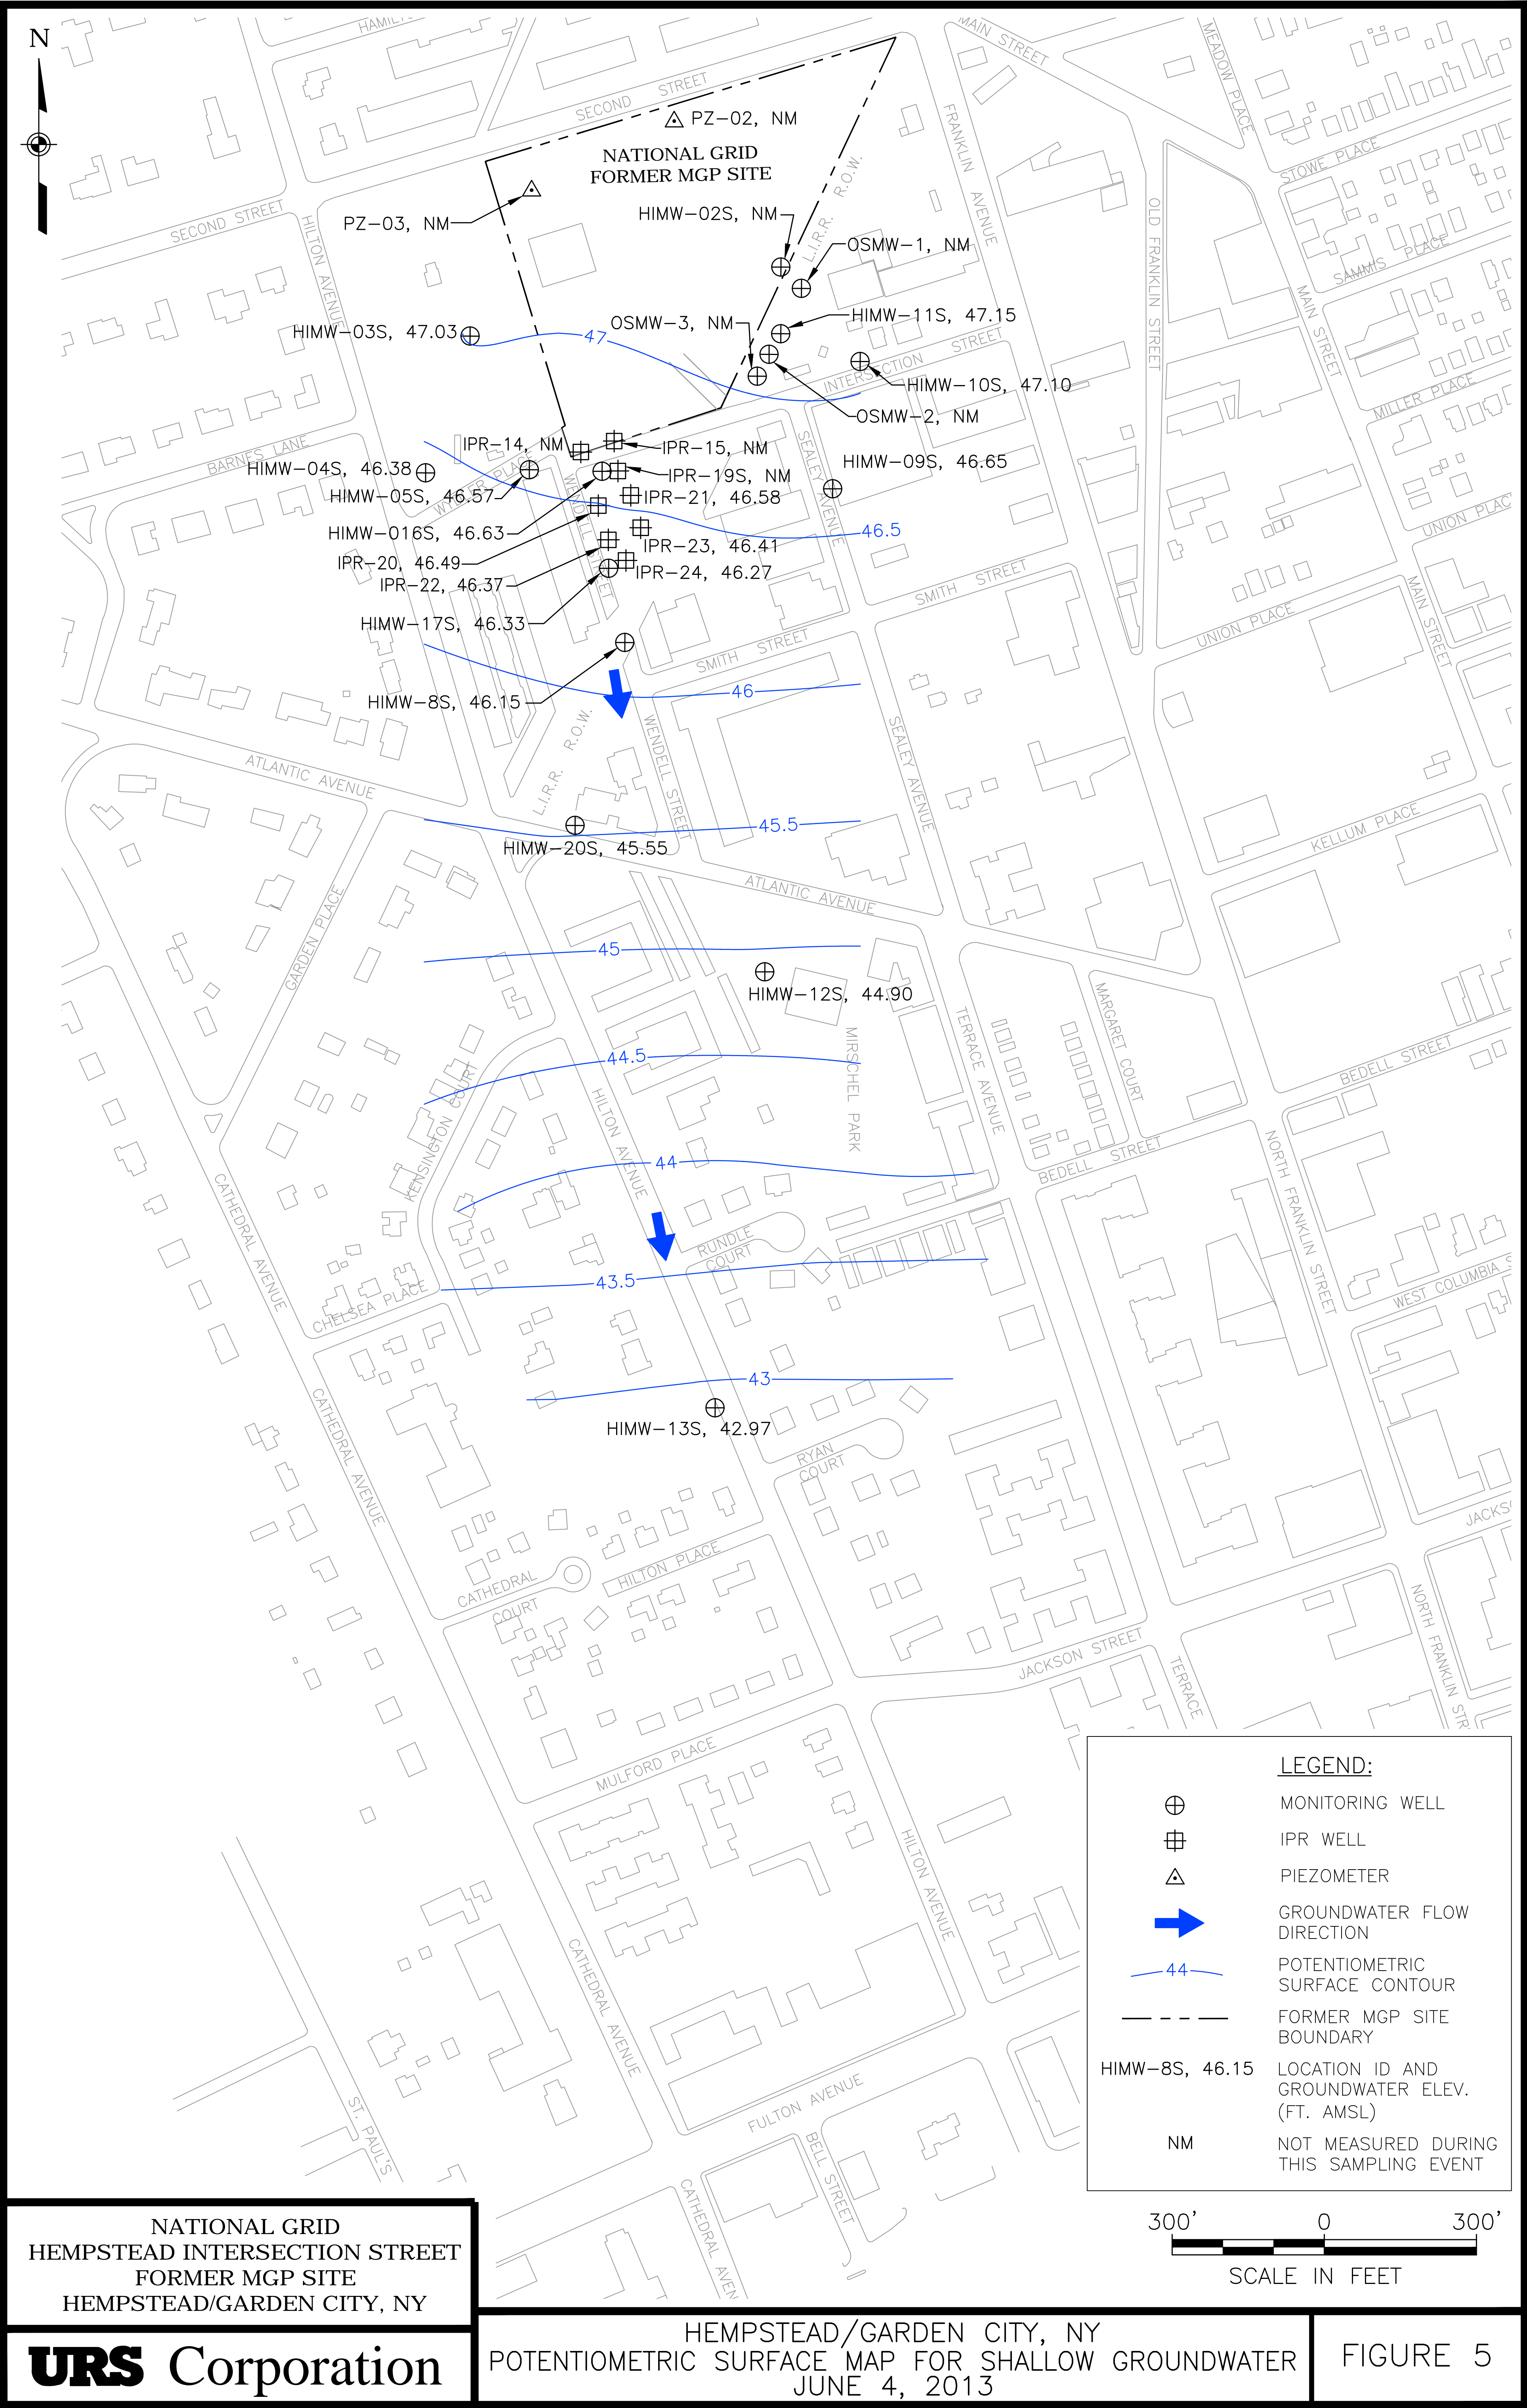 N
HAMIL
MAIN STREET
MEADOW PLACE
SECOND STREET
PZ-02, NM
NATIONAL GRID
FORMER MGP SITE
FRANKLIN AVENUE
STOWE PLACE
PZ-03, NM
HIMW-02S, NM
L.I.R.R. R.O.W.
OSMW-1, NM
SECOND STREET
HILTON AVENUE
OLD FRANKLIN STREET
SAMMIS PLACE
MAIN STREET
HIMW-03S, 47.03
47
OSMW-3, NM
HIMW-11S, 47.15
INTERSECTION STREET
HIMW-10S, 47.10
OSMW-2, NM
MILLER PLACE
BARNES LANE
IPR-14, NM
IPR-15, NM
SEALEY AVENUE
HIMW-09S, 46.65
HIMW-04S, 46.38
WYDLER PLACE
WENDELL STREET
IPR-19S, NM
HIMW-05S, 46.57
IPR-21, 46.58
HIMW-016S, 46.63
46.5
UNION PLAC
IPR-23, 46.41
IPR-20, 46.49
IPR-24, 46.27
IPR-22, 46.37
SMITH STREET
HIMW-17S, 46.33
UNION PLACE
MAIN STREET
SMITH STREET
46
HIMW-8S, 46.15
L.I.R.R. R.O.W.
WENDELL STREET
SEALEY AVENUE
ATLANTIC AVENUE
45.5
HIMW-20S, 45.55
KELLUM PLACE
ATLANTIC AVENUE
GARDEN PLACE
45
HIMW-12S, 44.90
MARGARET COURT
TERRACE AVENUE
MIRSCHEL PARK
44.5
BEDELL STREET
KENSINGTON COURT
HILTON AVENUE
44
BEDELL STREET
NORTH FRANKLIN STREET
CATHEDRAL AVENUE
RUNDLE
COURT
43.5
CHELSEA PLACE
WEST COLUMBIA S
43
HIMW-13S, 42.97
CATHEDRAL AVENUE
RYAN
COURT
JACKS
HILTON PLACE
CATHEDRAL
COURT
NORTH FRANKLIN STR
JACKSON STREET
TERRACE
MULFORD PLACE
HILTON AVENUE
CATHEDRAL AVENUE
FULTON AVENUE
BELL STREET
ST. PAUL'S
CATHEDRAL AVEN
LEGEND:
MONITORING WELL
IPR WELL
PIEZOMETER
GROUNDWATER FLOW
DIRECTION
44
POTENTIOMETRIC
SURFACE CONTOUR
FORMER MGP SITE
BOUNDARY
HIMW-8S, 46.15
LOCATION ID AND
GROUNDWATER ELEV.
(FT. AMSL)
NM
NOT MEASURED DURING
THIS SAMPLING EVENT
300' 0 300'
SCALE IN FEET
NATIONAL GRID
HEMPSTEAD INTERSECTION STREET
FORMER MGP SITE
HEMPSTEAD/GARDEN CITY, NY
URS Corporation
HEMPSTEAD/GARDEN CITY, NY
POTENTIOMETRIC SURFACE MAP FOR SHALLOW GROUNDWATER
JUNE 4, 2013
FIGURE 5